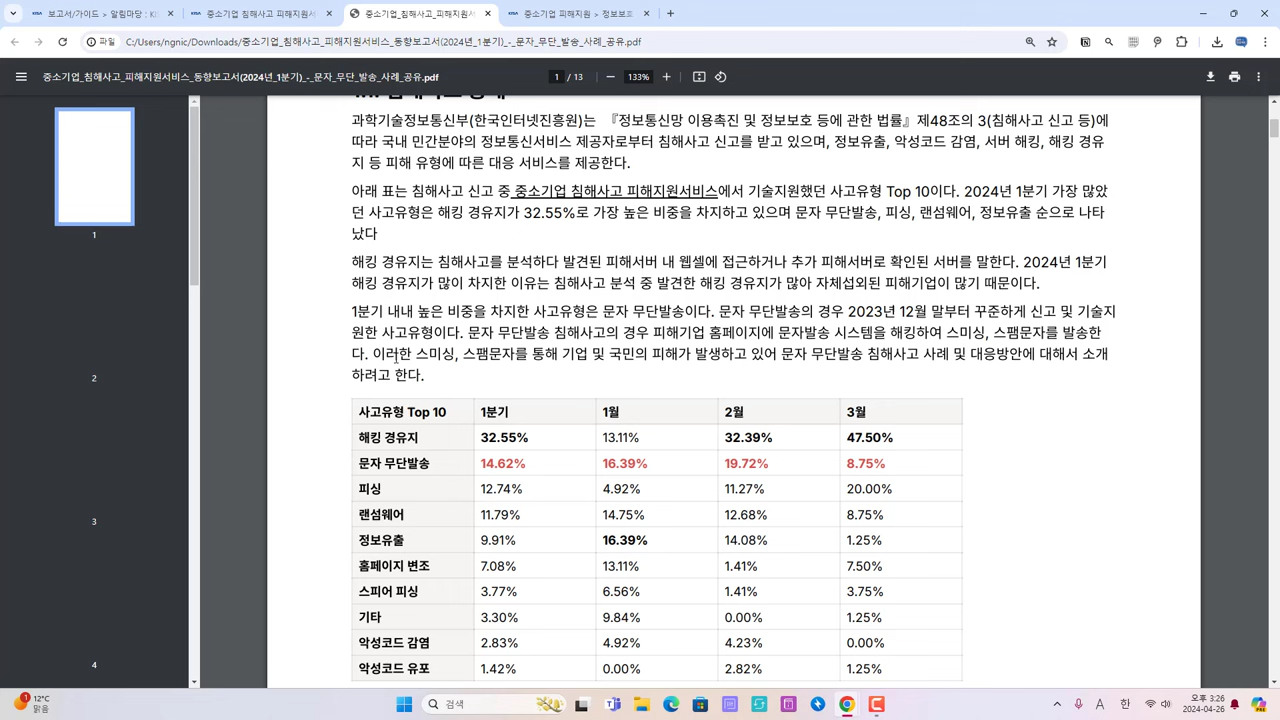 보고서/가이드 > 알림마당 : KI
중소기업 침해사고 피해지원서비
중소기업_침해사고_피해지원서비
중소기업 피해지원 > 정보보호
파일
C:/Users/ngnic/Downloads/중소기업_침해사고_피해지원서비스_동향보고서(2024년_1분기)_-_문자_무단_발송_사례_공유.pdf
중소기업_침해사고_피해지원서비스_동향보고서(2024년_1분기)_-_문자_무단_발송_사례_공유.pdf
1 / 13
133%
1
2
3
4
과학기술정보통신부(한국인터넷진흥원)는 『정보통신망 이용촉진 및 정보보호 등에 관한 법률』제48조의 3(침해사고 신고 등)에
따라 국내 민간분야의 정보통신서비스 제공자로부터 침해사고 신고를 받고 있으며, 정보유출, 악성코드 감염, 서버 해킹, 해킹 경유
지 등 피해 유형에 따른 대응 서비스를 제공한다.
아래 표는 침해사고 신고 중 중소기업 침해사고 피해지원서비스에서 기술지원했던 사고유형 Top 10이다. 2024년 1분기 가장 많았
던 사고유형은 해킹 경유지가 32.55%로 가장 높은 비중을 차지하고 있으며 문자 무단발송, 피싱, 랜섬웨어, 정보유출 순으로 나타
났다
해킹 경유지는 침해사고를 분석하다 발견된 피해서버 내 웹셸에 접근하거나 추가 피해서버로 확인된 서버를 말한다. 2024년 1분기
해킹 경유지가 많이 차지한 이유는 침해사고 분석 중 발견한 해킹 경유지가 많아 자체섭외된 피해기업이 많기 때문이다.
1분기 내내 높은 비중을 차지한 사고유형은 문자 무단발송이다. 문자 무단발송의 경우 2023년 12월 말부터 꾸준하게 신고 및 기술지
원한 사고유형이다. 문자 무단발송 침해사고의 경우 피해기업 홈페이지에 문자발송 시스템을 해킹하여 스미싱, 스팸문자를 발송한
다. 이러한 스미싱, 스팸문자를 통해 기업 및 국민의 피해가 발생하고 있어 문자 무단발송 침해사고 사례 및 대응방안에 대해서 소개
하려고 한다.
사고유형 Top 10 1분기 1월 2월 3월
해킹 경유지 32.55% 13.11% 32.39% 47.50%
문자 무단발송 14.62% 16.39% 19.72% 8.75%
피싱 12.74% 4.92% 11.27% 20.00%
랜섬웨어 11.79% 14.75% 12.68% 8.75%
정보유출 9.91% 16.39% 14.08% 1.25%
홈페이지 변조 7.08% 13.11% 1.41% 7.50%
스피어 피싱 3.77% 6.56% 1.41% 3.75%
기타 3.30% 9.84% 0.00% 1.25%
악성코드 감염 2.83% 4.92% 4.23% 0.00%
악성코드 유포 1.42% 0.00% 2.82% 1.25%
12°C
맑음
검색
A 한
오후 3:26
2024-04-26